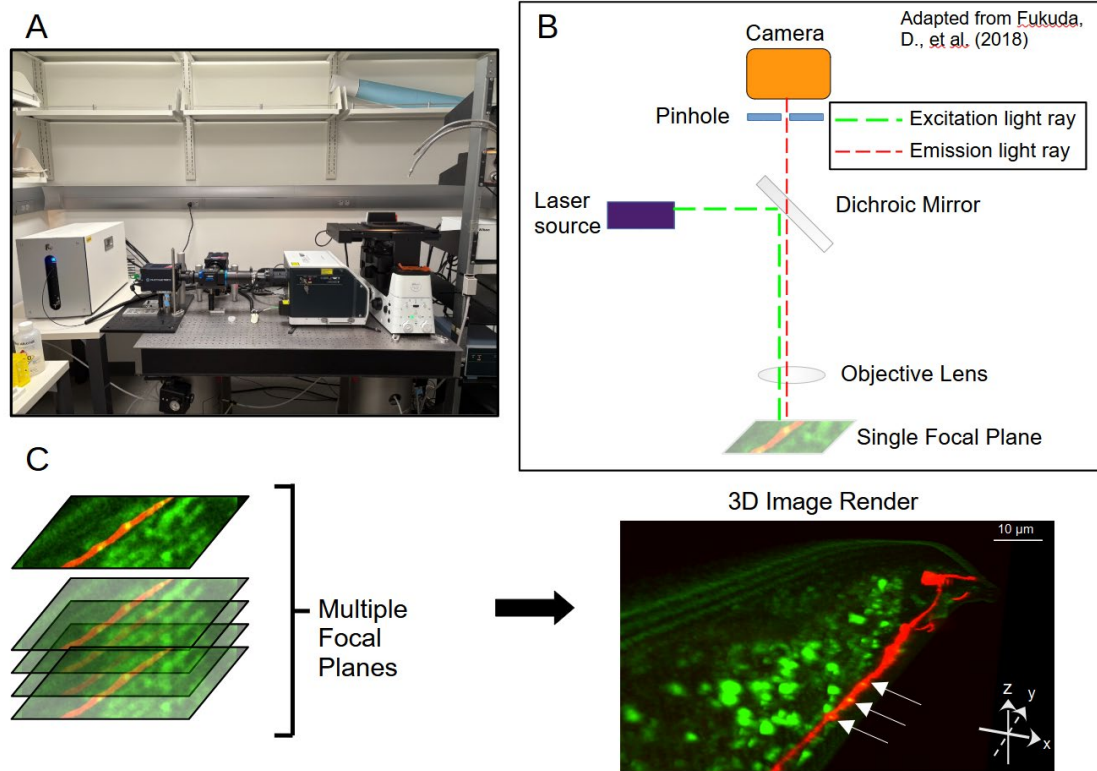 A
B
Adapted from Fukuda,
D., et al. (2018)
Camera
Pinhole
Excitation light ray
Emission light ray
Laser
source
Dichroic Mirror
Objective Lens
Single Focal Plane
C
Multiple
Focal
Planes
3D Image Render
10 μm
z
y
x